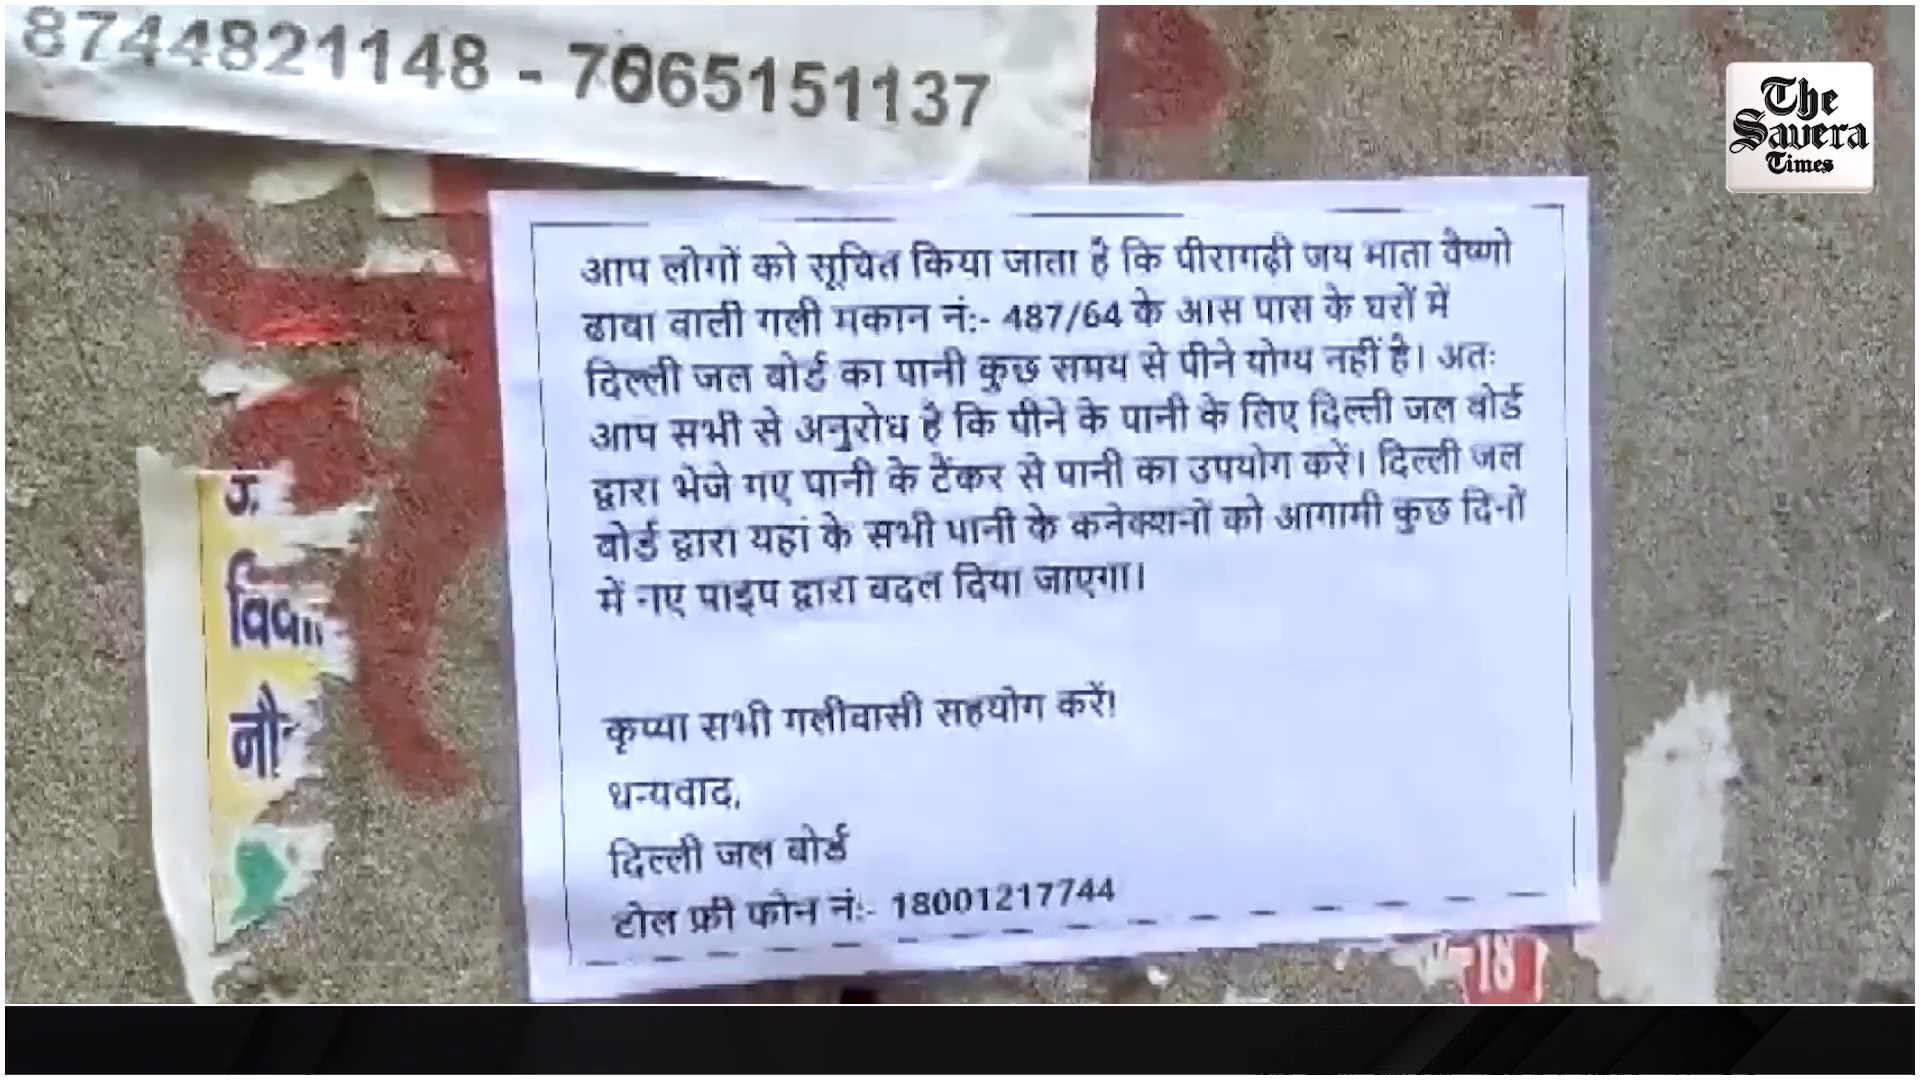 8744821148 - 7065151137
The
Savera
Times
आप लोगों को सूचित किया जाता है कि पीरागढ़ी जय माता वैष्णो
ढावा वाली गली मकान नं:- 487/64 के आस पास के घरों में
दिल्ली जल बोर्ड का पानी कुछ समय से पीने योग्य नहीं है। अतः
आप सभी से अनुरोध है कि पीने के पानी के लिए दिल्ली जल बोर्ड
द्वारा भेजे गए पानी के टैंकर से पानी का उपयोग करें। दिल्ली जल
बोर्ड द्वारा यहां के सभी पानी के कनेक्शनों को आगामी कुछ दिनों
में नए पाइप द्वारा बदल दिया जाएगा।
कृप्या सभी गलीवासी सहयोग करें।
धन्यवाद,
दिल्ली जल बोर्ड
टोल फ्री फोन नं:- 18001217744
18